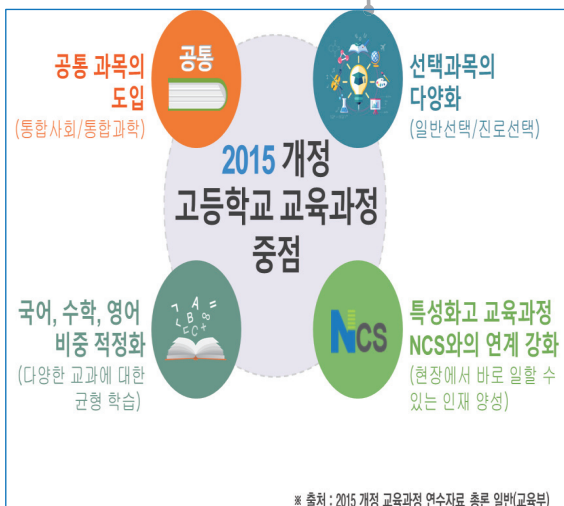 공통 과목의
도입
(통합사회/통합과학)
공통
선택과목의
다양화
(일반선택/진로선택)
2015 개정
고등학교 교육과정
중점
국어, 수학, 영어
비중 적정화
(다양한 교과에 대한
균형 학습)
NCS
특성화고 교육과정
NCS와의 연계 강화
(현장에서 바로 일할 수
있는 인재 양성)
※ 출처 : 2015 개정 교육과정 연수자료 총론 일반(교육부)